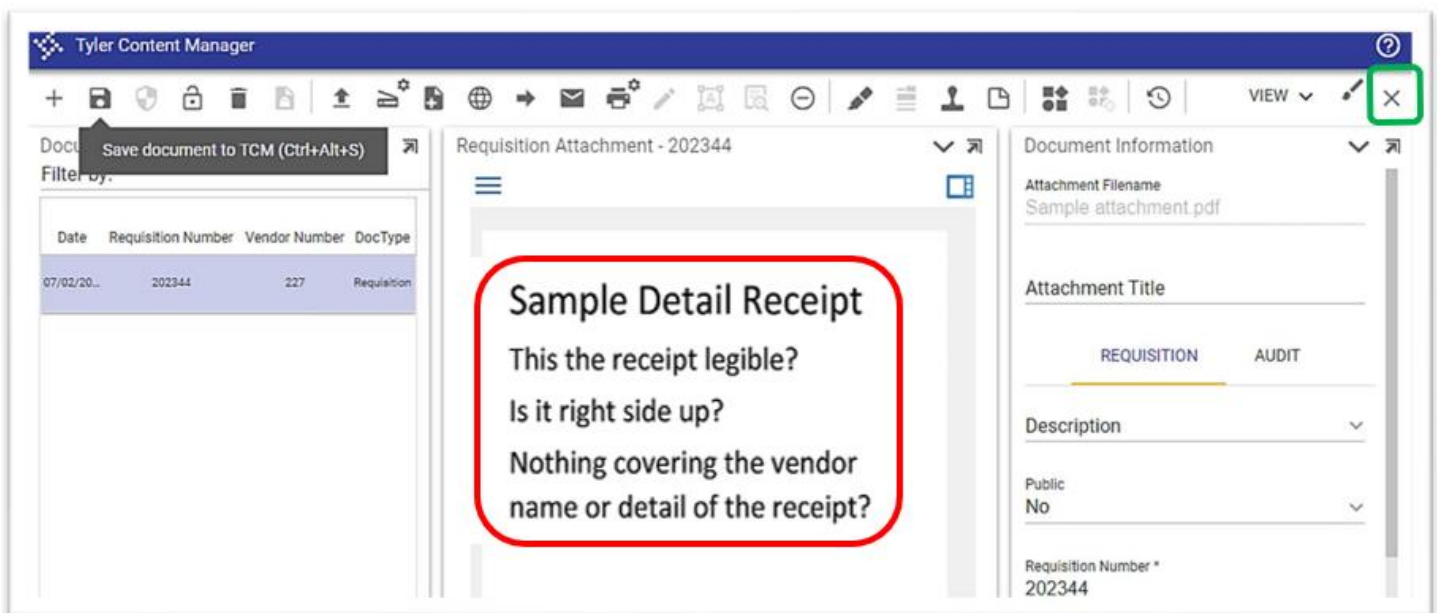 Tyler Content Manager
VIEW
Save document to TCM (Ctrl+Alt+S)
Filter by:
Date Requisition Number Vendor Number DocType
07/02/20... 202344 227 Requisition
Requisition Attachment - 202344
Sample Detail Receipt
This the receipt legible?
Is it right side up?
Nothing covering the vendor
name or detail of the receipt?
Document Information
Attachment Filename
Sample attachment.pdf
Attachment Title
REQUISITION AUDIT
Description
Public
No
Requisition Number *
202344